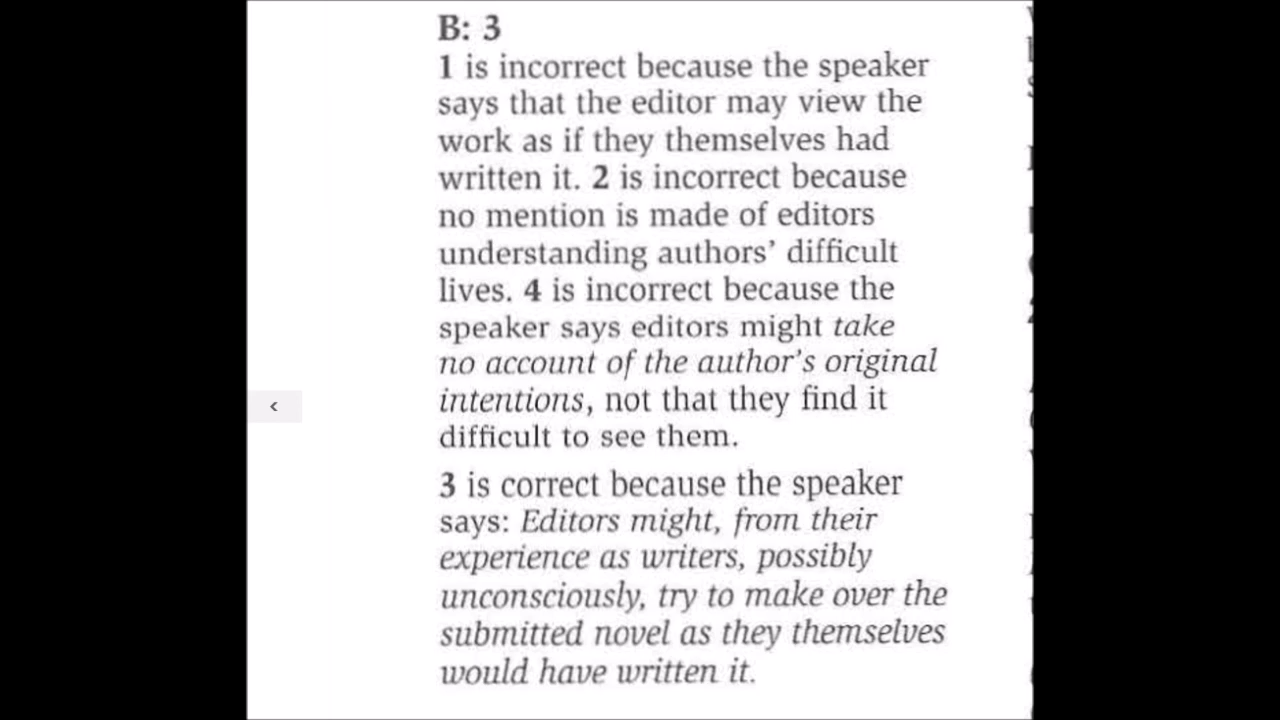 B: 3
1 is incorrect because the speaker
says that the editor may view the
work as if they themselves had
written it. 2 is incorrect because
no mention is made of editors
understanding authors’ difficult
lives. 4 is incorrect because the
speaker says editors might take
no account of the author’s original
intentions, not that they find it
difficult to see them.
3 is correct because the speaker
says: Editors might, from their
experience as writers, possibly
unconsciously, try to make over the
submitted novel as they themselves
would have written it.